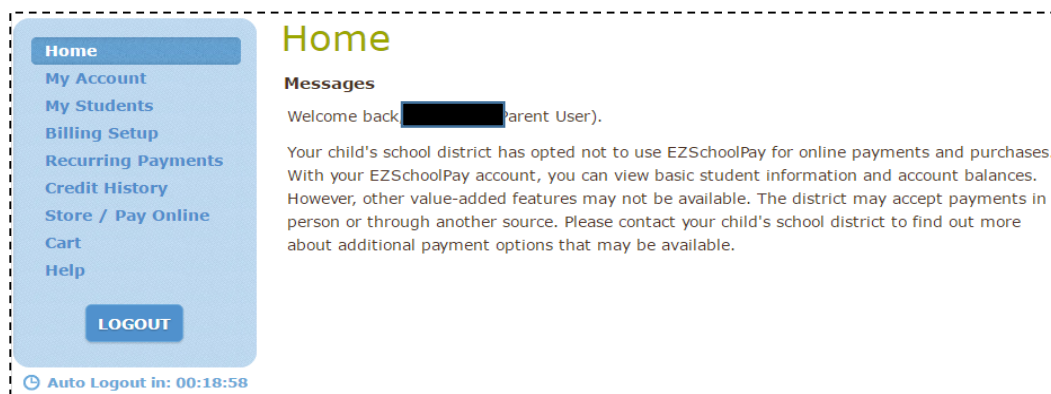 Home
My Account
My Students
Billing Setup
Recurring Payments
Credit History
Store / Pay Online
Cart
Help
LOGOUT
Auto Logout in: 00:18:58
Home
Messages
Welcome back, Parent User).
Your child's school district has opted not to use EZSchoolPay for online payments and purchases.
With your EZSchoolPay account, you can view basic student information and account balances.
However, other value-added features may not be available. The district may accept payments in
person or through another source. Please contact your child's school district to find out more
about additional payment options that may be available.